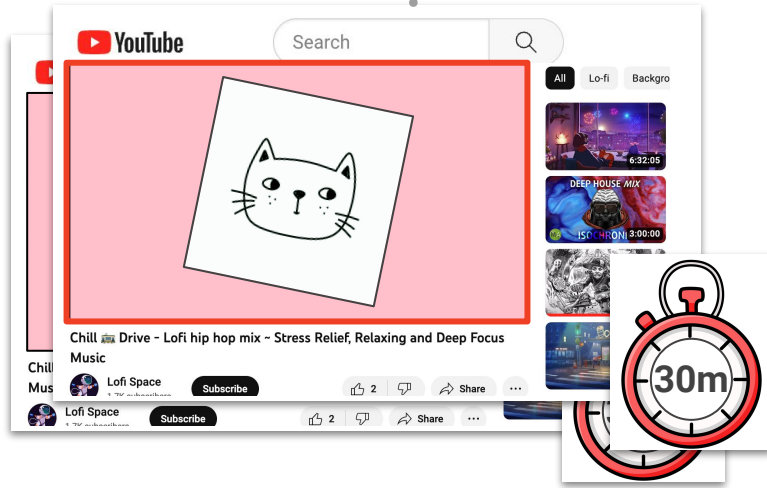 YouTube
Search
All
Lo-fi
Backgro
6:32:05
DEEP HOUSE MIX
ISOCHRONI
3:00:00
Chill Drive - Lofi hip hop mix ~ Stress Relief, Relaxing and Deep Focus
Music
Lofi Space
Subscribe
2
Share
30m
Chill
Mus
Lofi Space
Subscribe
2
Share